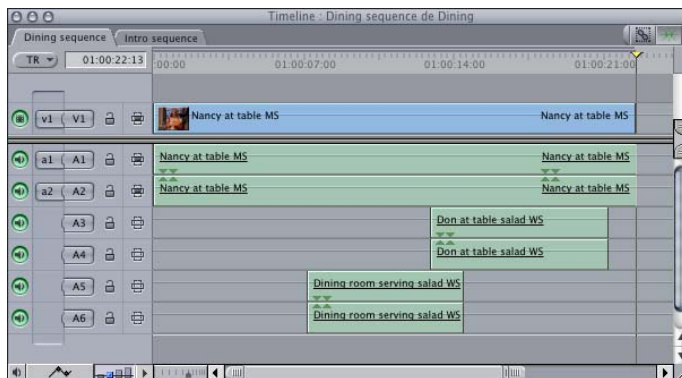 Timeline : Dining sequence de Dining
Dining sequence Intro sequence
TR 01:00:22:13 00:00 01:00:07:00 01:00:14:00 01:00:21:00
v1 V1 Nancy at table MS Nancy at table MS
a1 A1 Nancy at table MS Nancy at table MS
a2 A2 Nancy at table MS Nancy at table MS
A3 Don at table salad WS
A4 Don at table salad WS
A5 Dining room serving salad WS
A6 Dining room serving salad WS